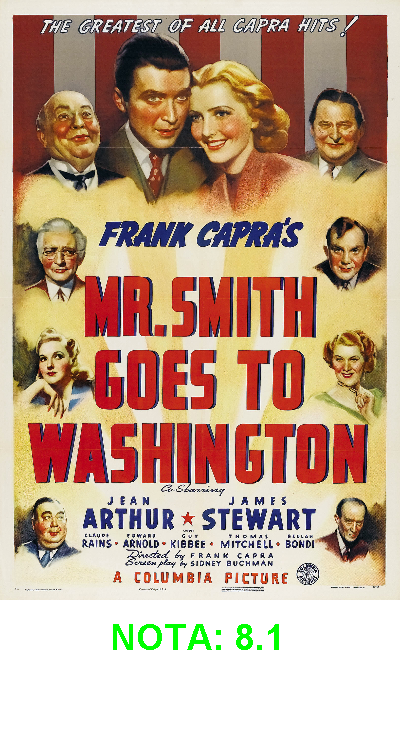 THE GREATEST OF ALL CAPRA HITS!
FRANK CAPRA'S
MR. SMITH
GOES TO
WASHINGTON
Co-Starring
JEAN JAMES
ARTHUR ★ STEWART
CLAUDE EDWARD GUY THOMAS BEULAH
RAINS • ARNOLD • KIBBEE • MITCHELL • BONDI
Directed by FRANK CAPRA
Screen play by SIDNEY BUCHMAN
A COLUMBIA PICTURE
NOTA: 8.1